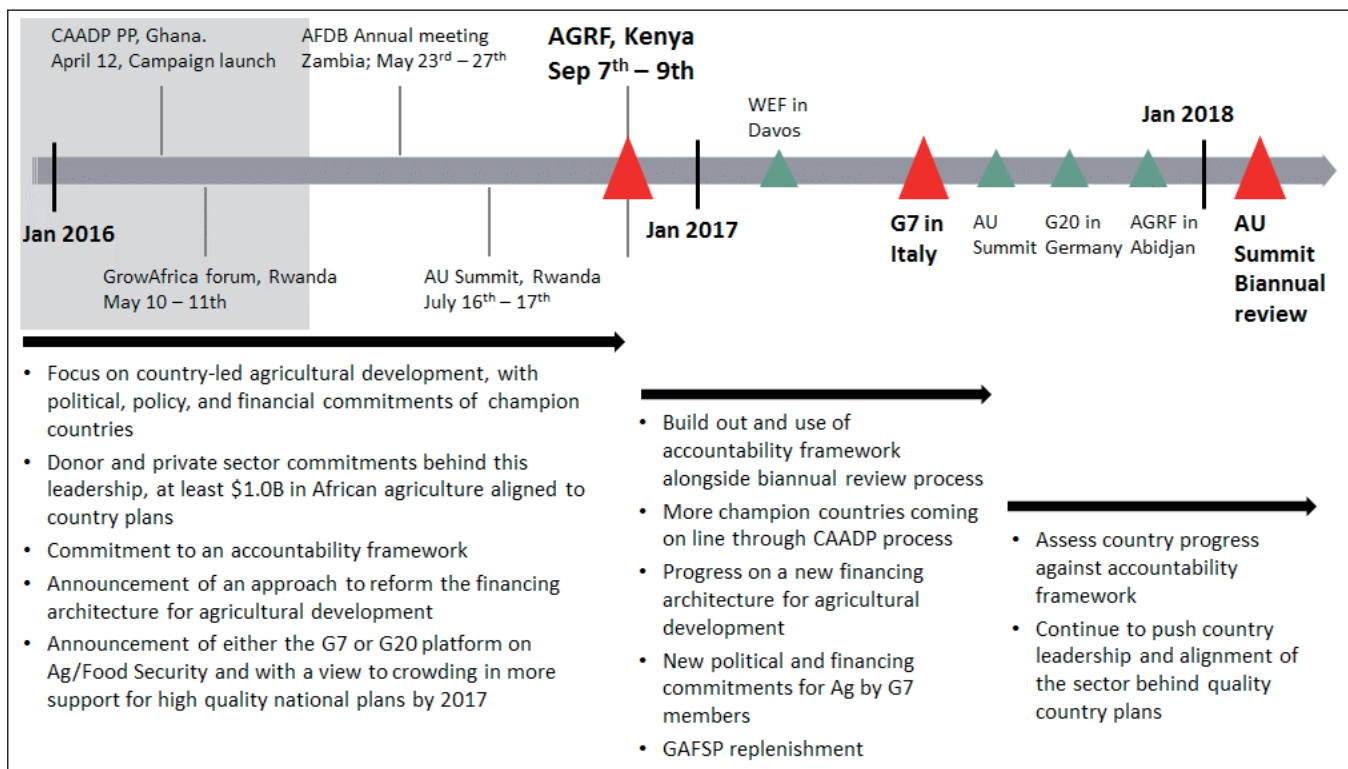 CAADP PP, Ghana.
April 12, Campaign launch
AFDB Annual meeting
Zambia; May 23rd – 27th
AGRF, Kenya
Sep 7th – 9th
WEF in
Davos
Jan 2018
Jan 2016
Jan 2017
G7 in
Italy
AU
Summit
G20 in
Germany
AGRF in
Abidjan
AU
Summit
Biannual
review
GrowAfrica forum, Rwanda
May 10 – 11th
AU Summit, Rwanda
July 16th – 17th
• Focus on country-led agricultural development, with
political, policy, and financial commitments of champion
countries
• Donor and private sector commitments behind this
leadership, at least $1.0B in African agriculture aligned to
country plans
• Commitment to an accountability framework
• Announcement of an approach to reform the financing
architecture for agricultural development
• Announcement of either the G7 or G20 platform on
Ag/Food Security and with a view to crowding in more
support for high quality national plans by 2017
• Build out and use of
accountability framework
alongside biannual review process
• More champion countries coming
on line through CAADP process
• Progress on a new financing
architecture for agricultural
development
• New political and financing
commitments for Ag by G7
members
• GAFSP replenishment
• Assess country progress
against accountability
framework
• Continue to push country
leadership and alignment of
the sector behind quality
country plans